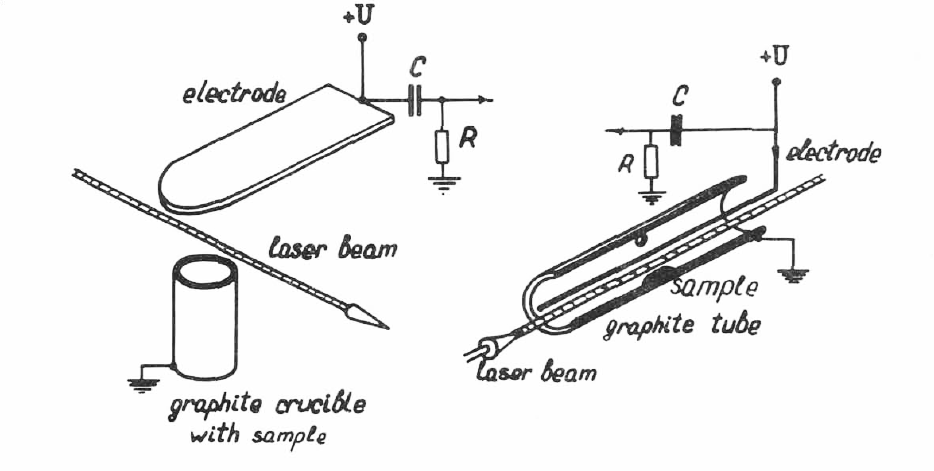 +U
C
electrode
R
laser beam
graphite crucible
with sample
+U
C
R
electrode
sample
graphite tube
laser beam